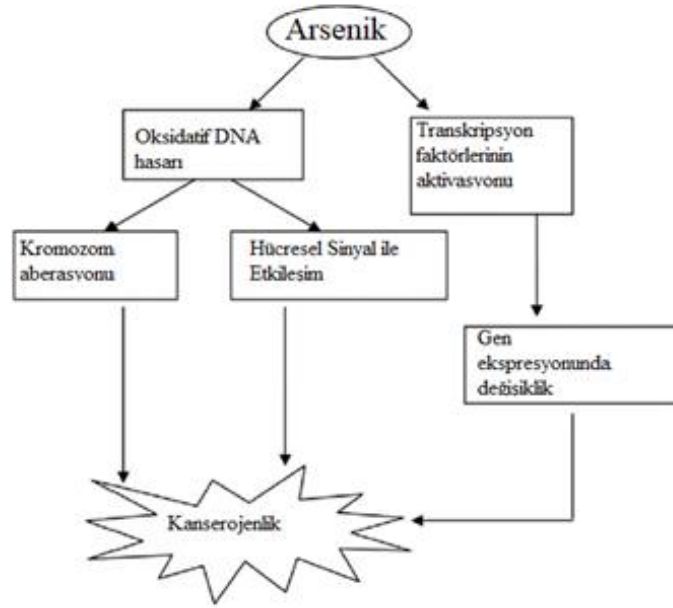 Arsenik
Oksidatif DNA
hasarı
Transkripsyon
faktörlerinin
aktivasyonu
Kromozom
aberasyonu
Hücresel Sinyal ile
Etkileşim
Gen
ekspresyonunda
değişiklik
Kanserojenlik